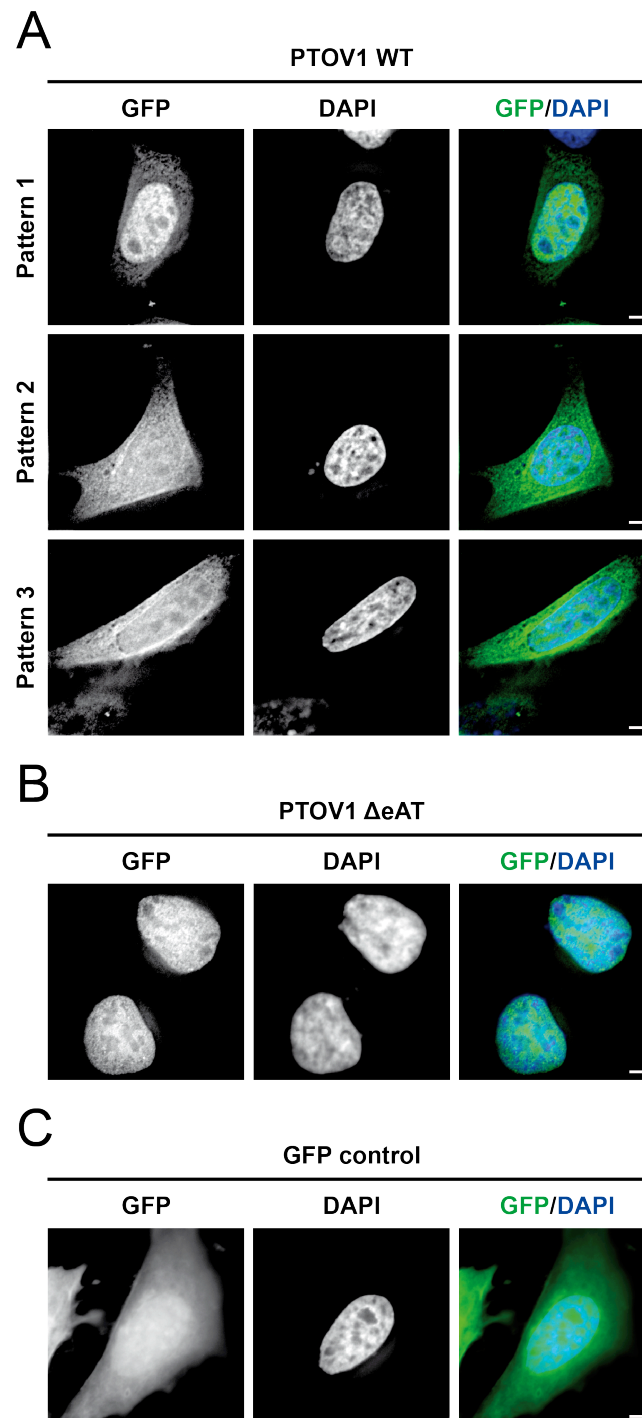 A
PTOV1 WT
GFP DAPI GFP/DAPI
Pattern 1
Pattern 2
Pattern 3
B
PTOV1 ΔeAT
GFP DAPI GFP/DAPI
C
GFP control
GFP DAPI GFP/DAPI